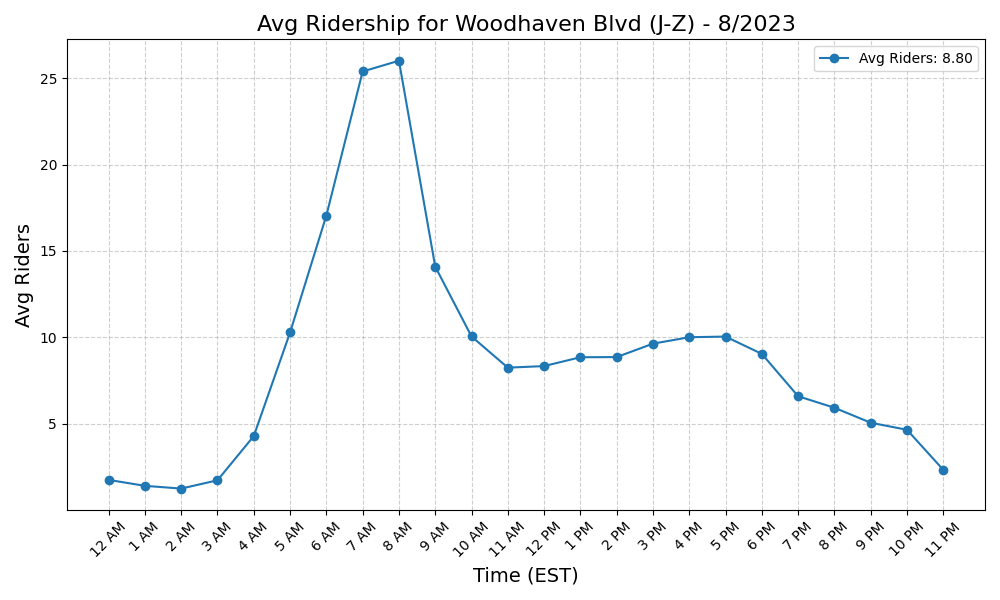 Avg Ridership for Woodhaven Blvd (J-Z) - 8/2023
Avg Riders: 8.80
Avg Riders
25
20
15
10
5
12 AM
1 AM
2 AM
3 AM
4 AM
5 AM
6 AM
7 AM
8 AM
9 AM
10 AM
11 AM
12 PM
1 PM
2 PM
3 PM
4 PM
5 PM
6 PM
7 PM
8 PM
9 PM
10 PM
11 PM
Time (EST)